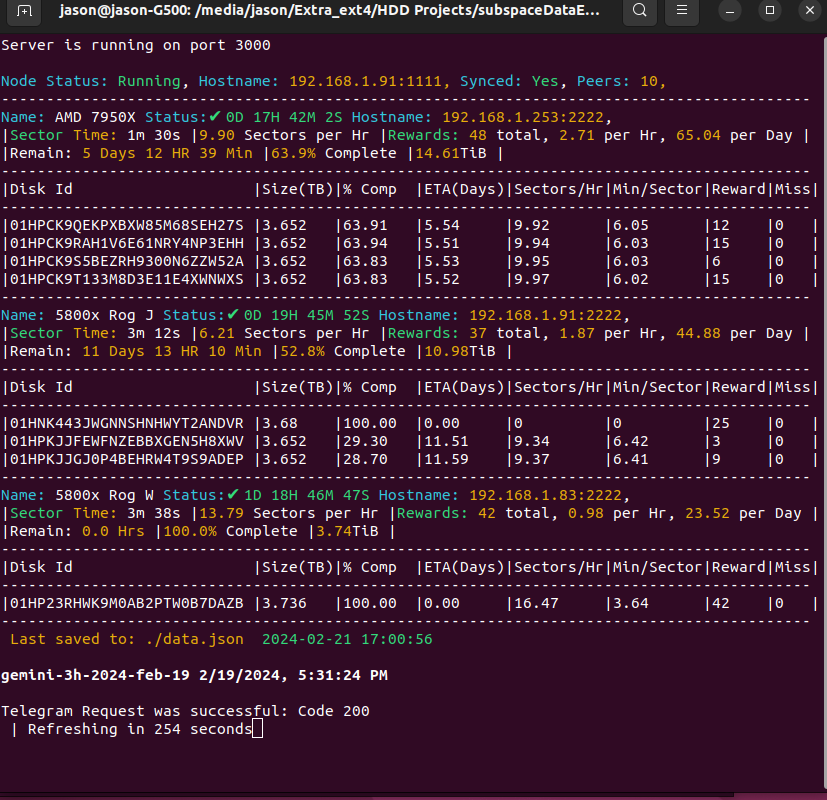 jason@jason-G500: /media/jason/Extra_ext4/HDD Projects/subspaceDataE...
Server is running on port 3000
Node Status: Running, Hostname: 192.168.1.91:1111, Synced: Yes, Peers: 10,
------------------------------------------------------------------------------------------
Name: AMD 7950X Status:✔ 0D 17H 42M 2S Hostname: 192.168.1.253:2222,
|Sector Time: 1m 30s |9.90 Sectors per Hr |Rewards: 48 total, 2.71 per Hr, 65.04 per Day |
|Remain: 5 Days 12 HR 39 Min |63.9% Complete |14.61TiB |
------------------------------------------------------------------------------------------
|Disk Id |Size(TB)|% Comp |ETA(Days)|Sectors/Hr|Min/Sector|Reward|Miss|
------------------------------------------------------------------------------------------
|01HPCK9QEKPXBXW85M68SEH27S |3.652 |63.91 |5.54 |9.92 |6.05 |12 |0 |
|01HPCK9RAH1V6E61NRY4NP3EHH |3.652 |63.94 |5.51 |9.94 |6.03 |15 |0 |
|01HPCK9S5BEZRH9300N6ZZW52A |3.652 |63.83 |5.53 |9.95 |6.03 |6 |0 |
|01HPCK9T133M8D3E11E4XWNWXS |3.652 |63.83 |5.52 |9.97 |6.02 |15 |0 |
------------------------------------------------------------------------------------------
Name: 5800x Rog J Status:✔ 0D 19H 45M 52S Hostname: 192.168.1.91:2222,
|Sector Time: 3m 12s |6.21 Sectors per Hr |Rewards: 37 total, 1.87 per Hr, 44.88 per Day |
|Remain: 11 Days 13 HR 10 Min |52.8% Complete |10.98TiB |
------------------------------------------------------------------------------------------
|Disk Id |Size(TB)|% Comp |ETA(Days)|Sectors/Hr|Min/Sector|Reward|Miss|
------------------------------------------------------------------------------------------
|01HNK443JWGNNSHNHWYT2ANDVR |3.68 |100.00 |0.00 |0 |0 |25 |0 |
|01HPKJJFEWFNZEBBXGEN5H8XWV |3.652 |29.30 |11.51 |9.34 |6.42 |3 |0 |
|01HPKJJGJ0P4BEHRW4T9S9ADEP |3.652 |28.70 |11.59 |9.37 |6.41 |9 |0 |
------------------------------------------------------------------------------------------
Name: 5800x Rog W Status:✔ 1D 18H 46M 47S Hostname: 192.168.1.83:2222,
|Sector Time: 3m 38s |13.79 Sectors per Hr |Rewards: 42 total, 0.98 per Hr, 23.52 per Day |
|Remain: 0.0 Hrs |100.0% Complete |3.74TiB |
------------------------------------------------------------------------------------------
|Disk Id |Size(TB)|% Comp |ETA(Days)|Sectors/Hr|Min/Sector|Reward|Miss|
------------------------------------------------------------------------------------------
|01HP23RHWK9M0AB2PTW0B7DAZB |3.736 |100.00 |0.00 |16.47 |3.64 |42 |0 |
------------------------------------------------------------------------------------------
Last saved to: ./data.json 2024-02-21 17:00:56
gemini-3h-2024-feb-19 2/19/2024, 5:31:24 PM
Telegram Request was successful: Code 200
| Refreshing in 254 seconds